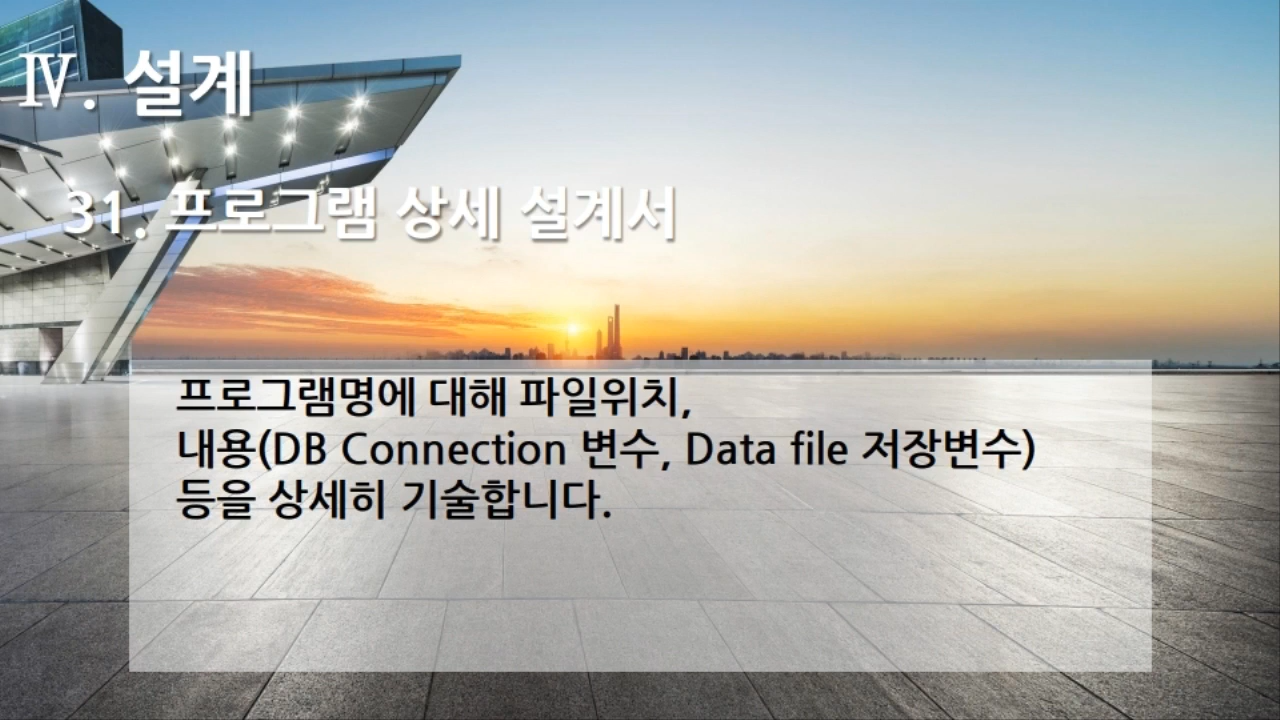 Ⅳ. 설계
31. 프로그램 상세 설계서
프로그램명에 대해 파일위치,
내용(DB Connection 변수, Data file 저장변수)
등을 상세히 기술합니다.